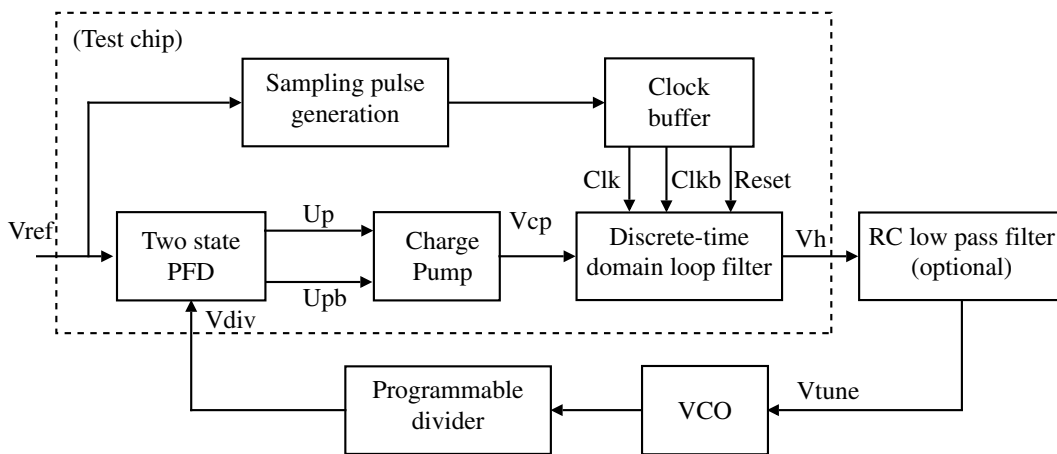 (Test chip)
Sampling pulse
generation
Clock
buffer
Clk
Clkb
Reset
Vref
Two state
PFD
Up
Upb
Charge
Pump
Vcp
Discrete-time
domain loop filter
Vh
RC low pass filter
(optional)
Vdiv
Programmable
divider
VCO
Vtune